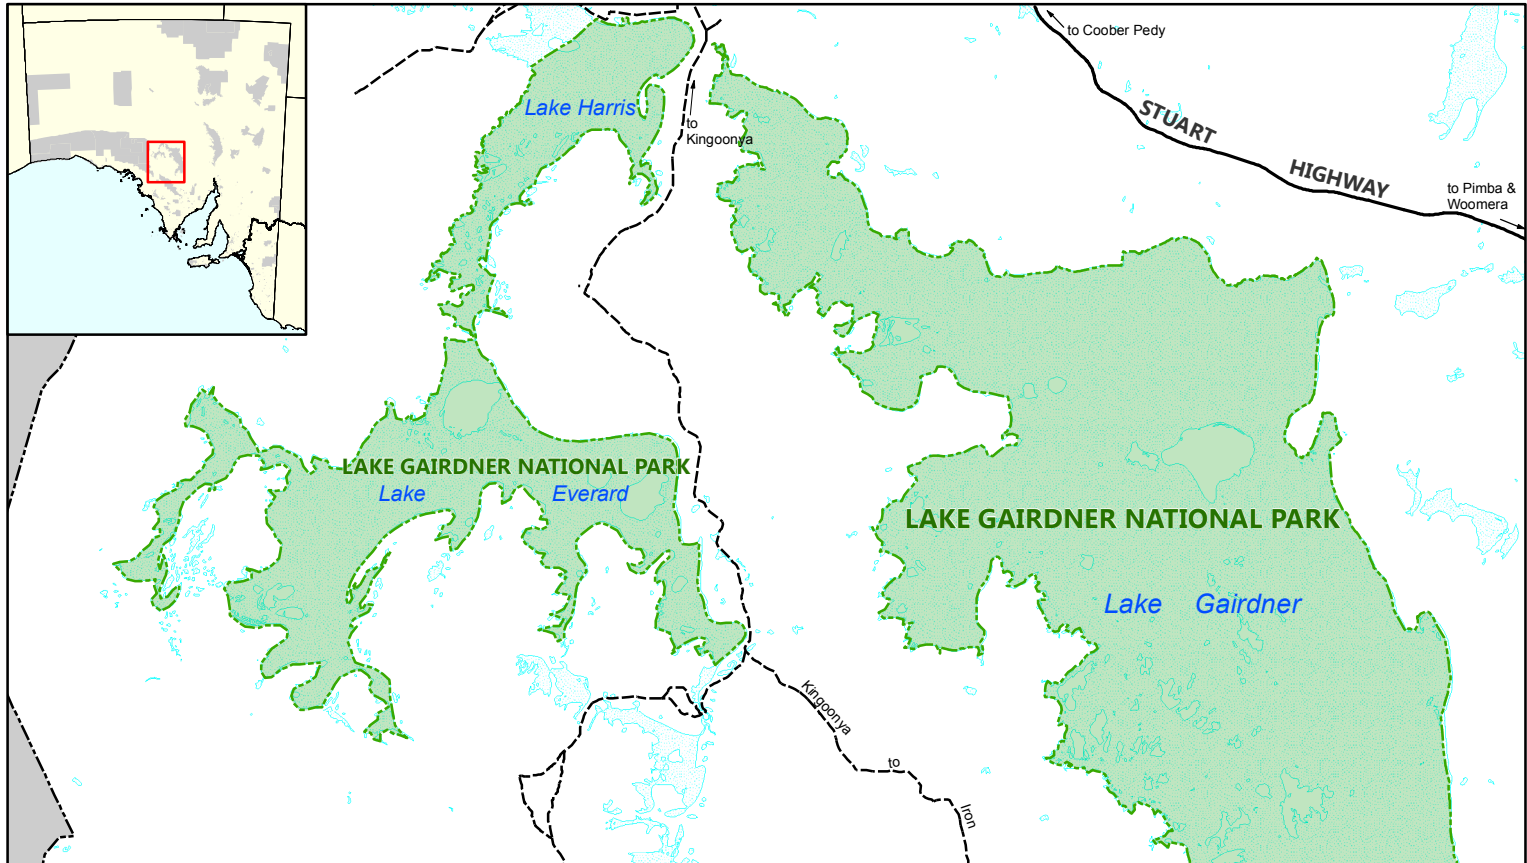 to Coober Pedy
Lake Harris
STUART
to
Kingoonya
HIGHWAY
to Pimba &
Woomera
LAKE GAIRDNER NATIONAL PARK
Lake Everard
LAKE GAIRDNER NATIONAL PARK
Lake Gairdner
Kingoonya
to
Iron